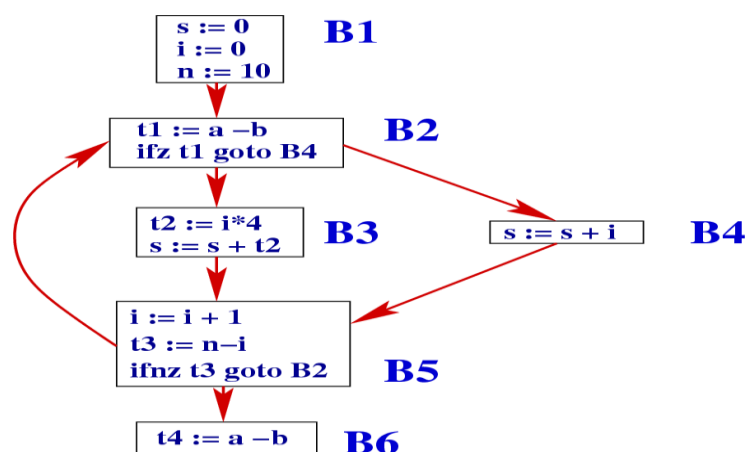 s := 0
i := 0
n := 10
B1
t1 := a −b
ifz t1 goto B4
B2
t2 := i*4
s := s + t2
B3
s := s + i
B4
i := i + 1
t3 := n−i
ifnz t3 goto B2
B5
t4 := a −b
B6